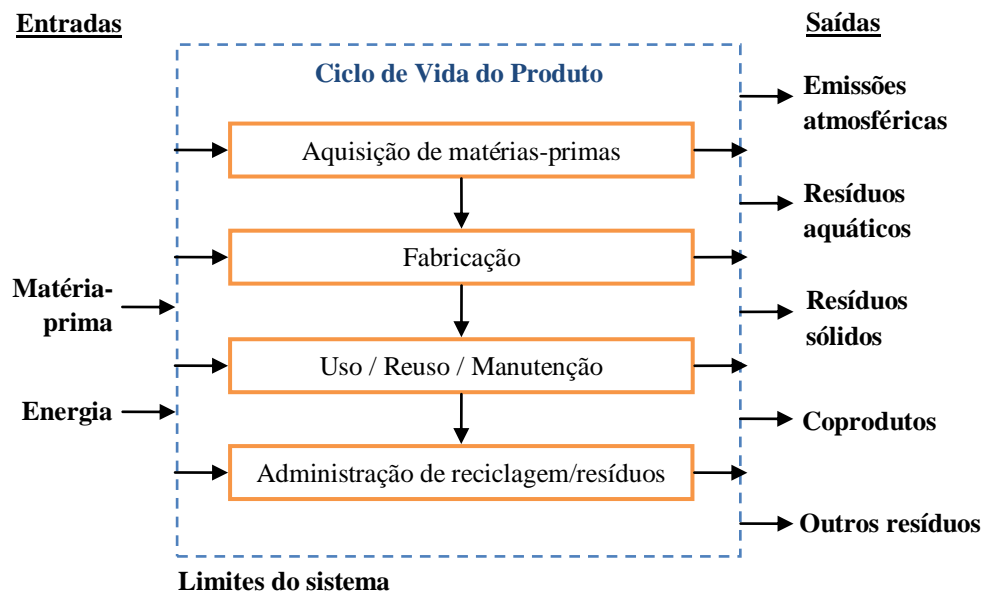 Entradas
Saídas
Ciclo de Vida do Produto
Emissões
atmosféricas
Aquisição de matérias-primas
Resíduos
aquáticos
Fabricação
Matéria-
prima
Resíduos
sólidos
Uso / Reuso / Manutenção
Energia
Coprodutos
Administração de reciclagem/resíduos
Outros resíduos
Limites do sistema